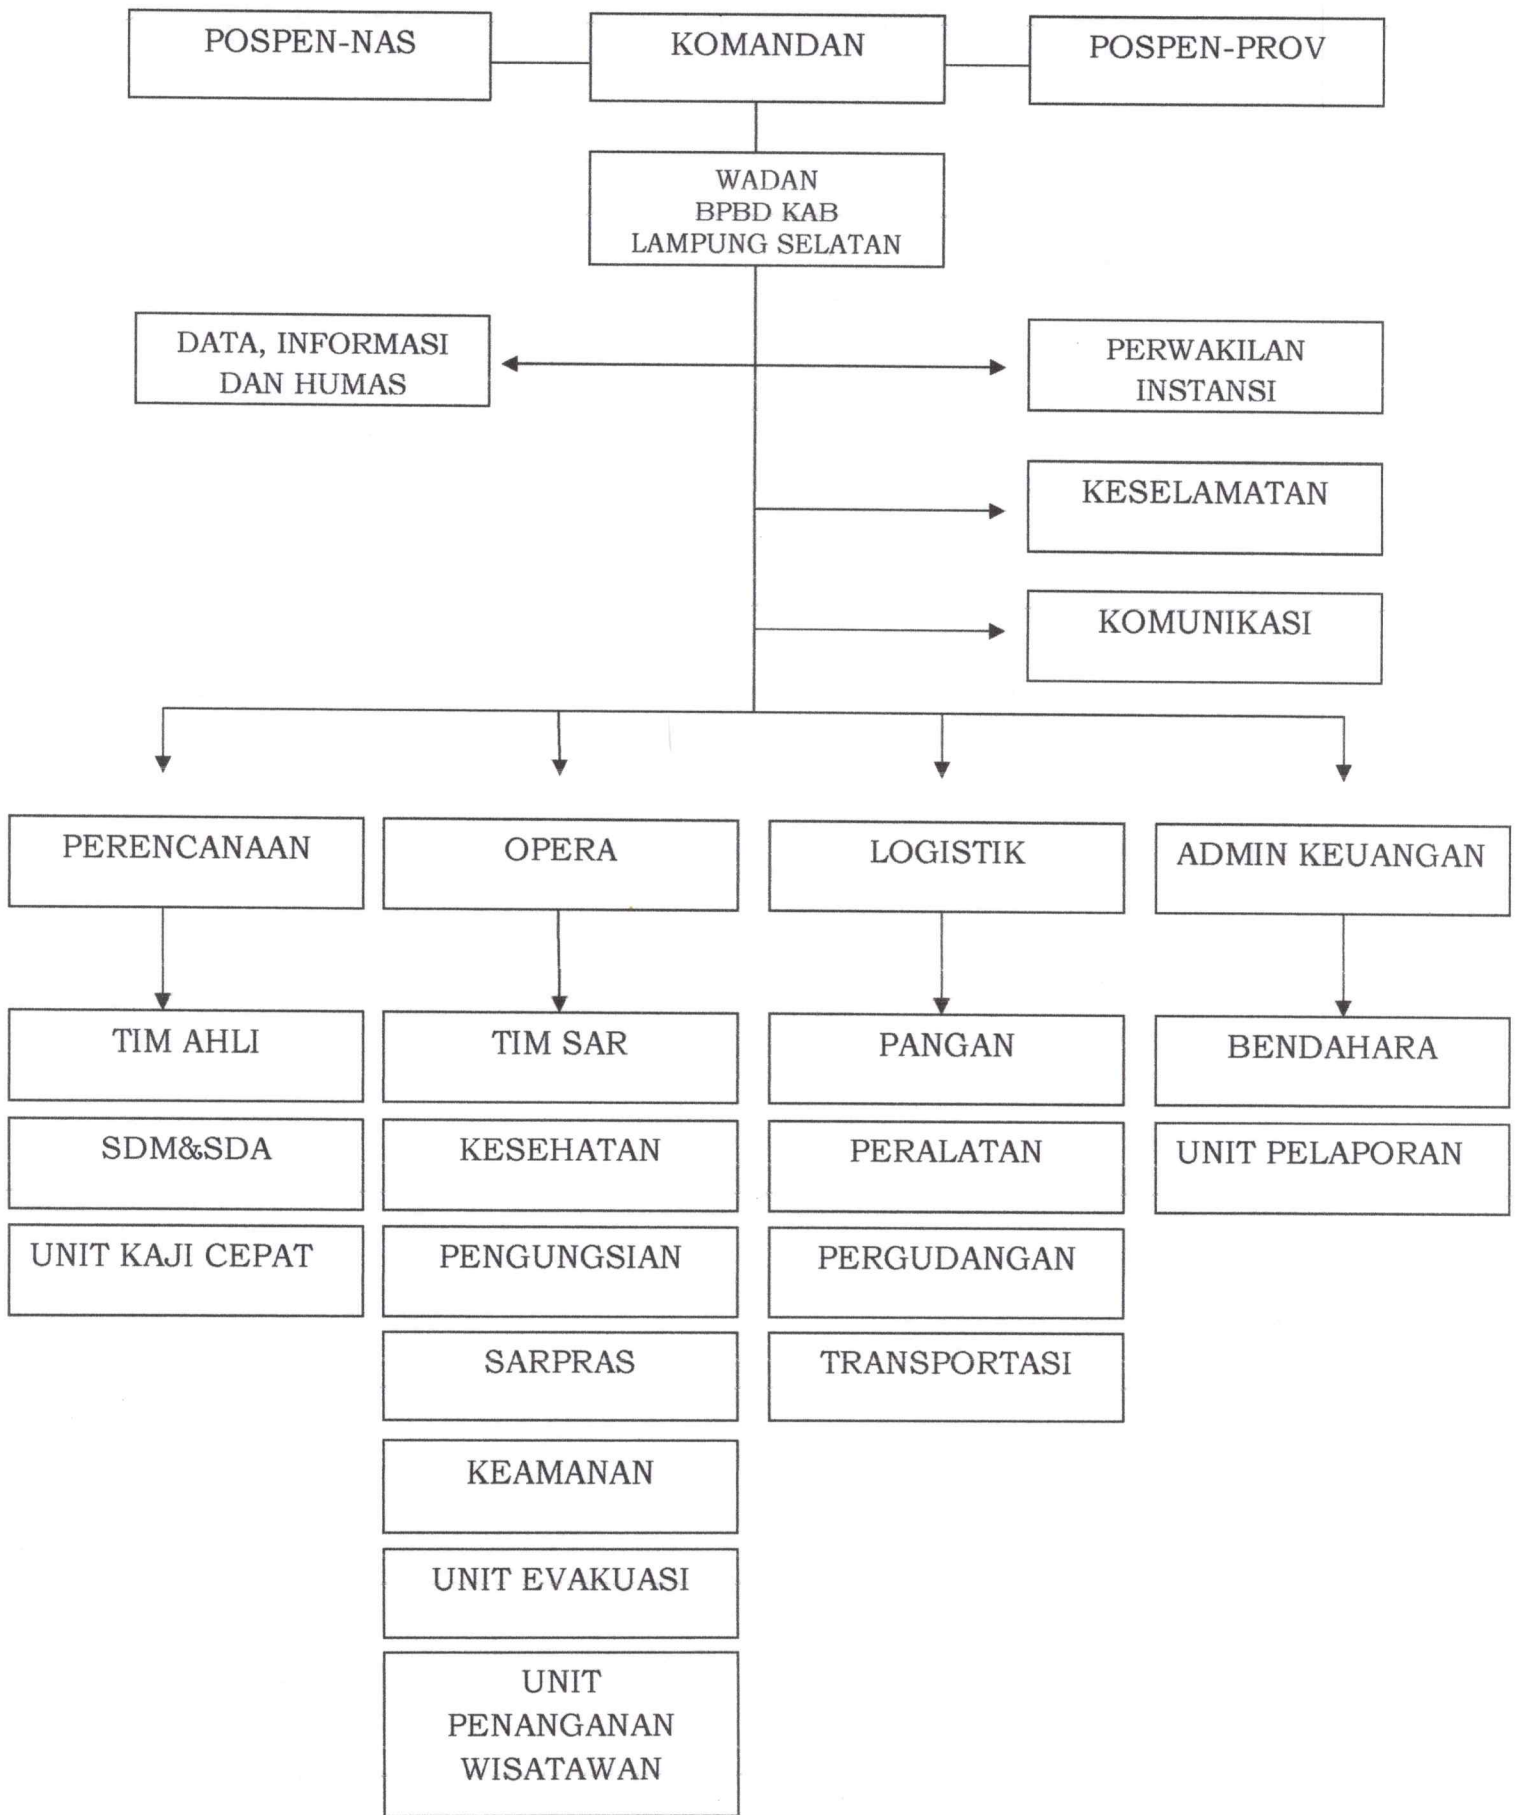 POSPEN-NAS
KOMANDAN
POSPEN-PROV
WADAN
BPBD KAB
LAMPUNG SELATAN
DATA, INFORMASI
DAN HUMAS
PERWAKILAN
INSTANSI
KESELAMATAN
KOMUNIKASI
PERENCANAAN
OPERA
LOGISTIK
ADMIN KEUANGAN
TIM AHLI
TIM SAR
PANGAN
BENDAHARA
SDM&SDA
KESEHATAN
PERALATAN
UNIT PELAPORAN
UNIT KAJI CEPAT
PENGUNGSIAN
PERGUDANGAN
SARPRAS
TRANSPORTASI
KEAMANAN
UNIT EVAKUASI
UNIT
PENANGANAN
WISATAWAN